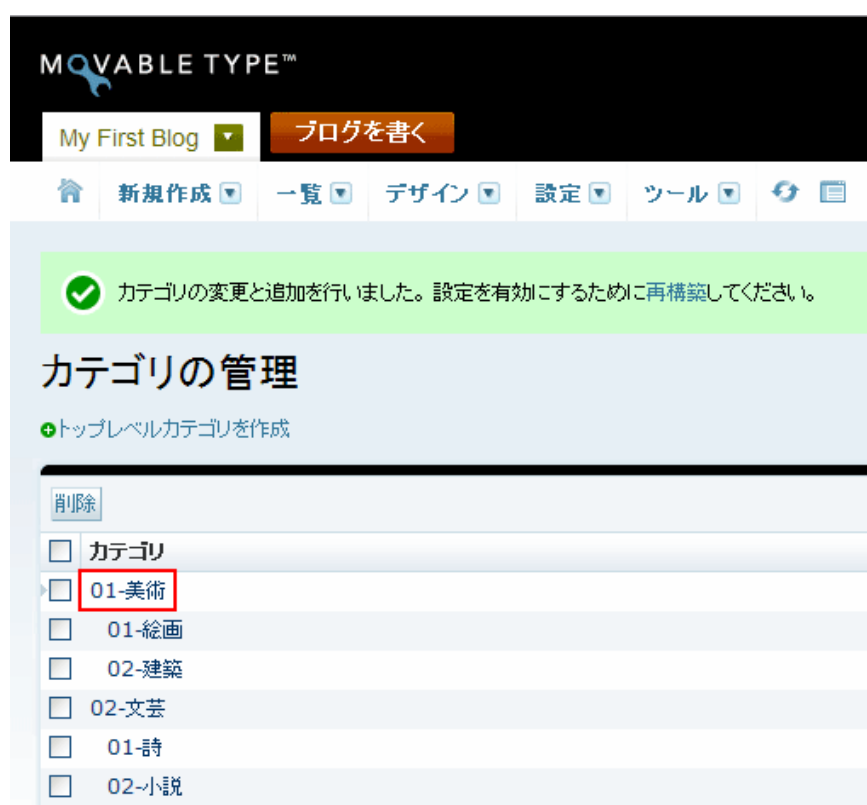 MOVABLE TYPE™
My First Blog ブログを書く
新規作成 一覧 デザイン 設定 ツール
カテゴリの変更と追加を行いました。設定を有効にするために再構築してください。
カテゴリの管理
トップレベルカテゴリを作成
削除
カテゴリ
01-美術
01-絵画
02-建築
02-文芸
01-詩
02-小説